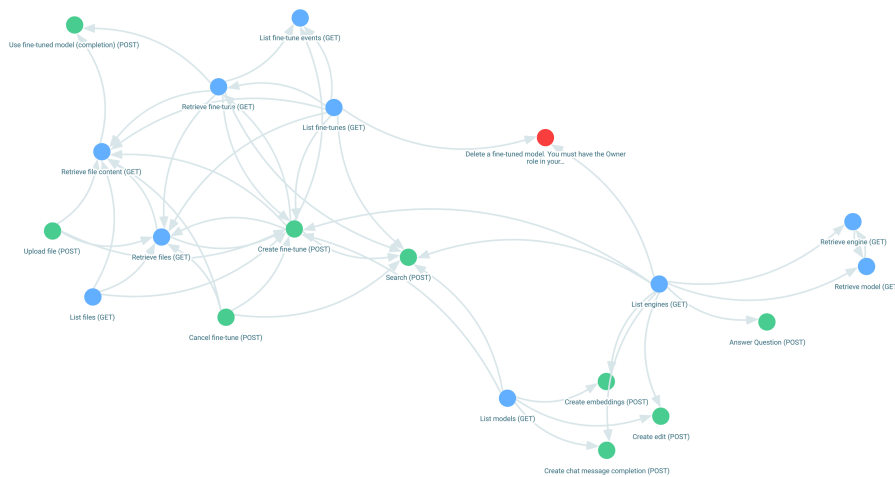 List fine-tune events (GET)
Use fine-tuned model (completion) (POST)
Retrieve fine-tune (GET)
List fine-tunes (GET)
Delete a fine-tuned model. You must have the Owner
role in your...
Retrieve file content (GET)
Retrieve engine (GET)
Upload file (POST)
Create fine-tune (POST)
Retrieve files (GET)
Search (POST)
Retrieve model (GET
List engines (GET)
List files (GET)
Cancel fine-tune (POST)
Answer Question (POST)
Create embeddings (POST)
List models (GET)
Create edit (POST)
Create chat message completion (POST)